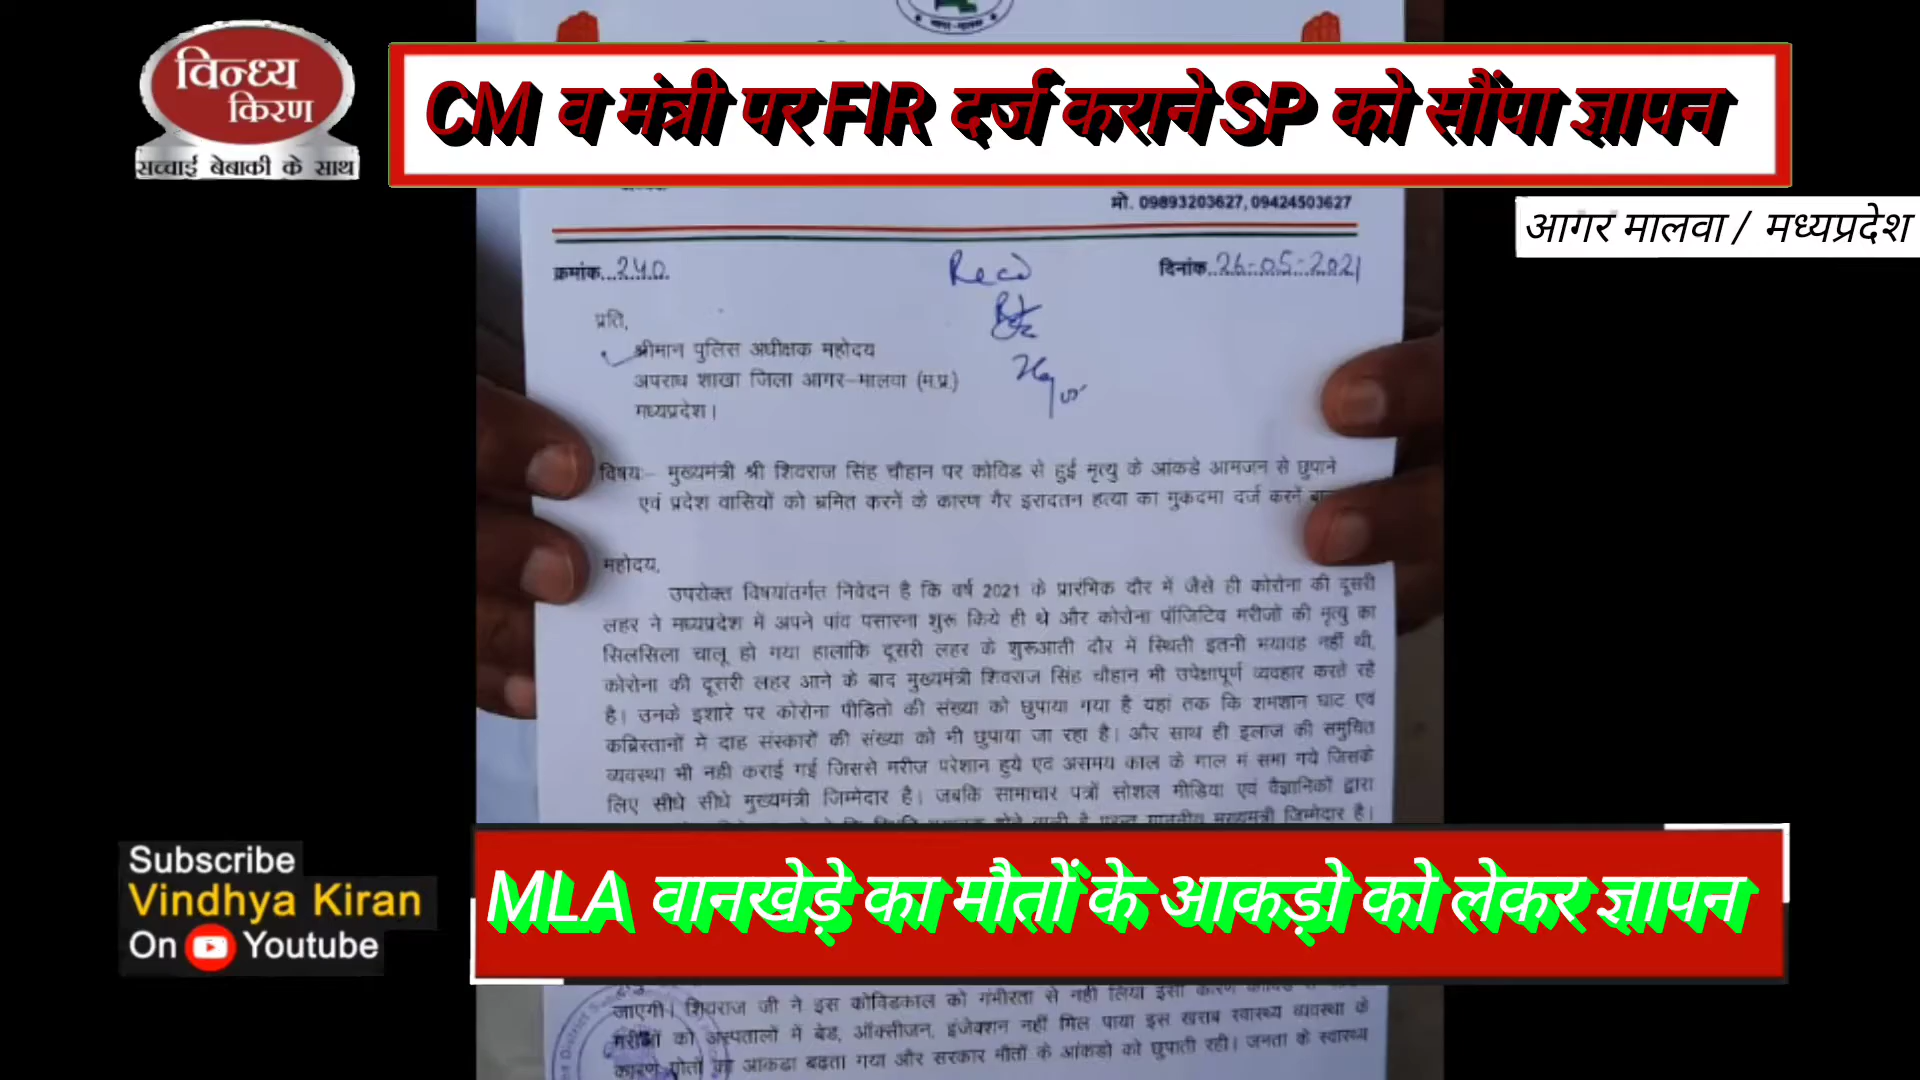 विन्ध्य
किरण
सच्चाई बेबाकी के साथ
CM व मंत्री पर FIR दर्ज कराने SP को सौंपा ज्ञापन
आगर मालवा / मध्यप्रदेश
मो. 09893203627, 09424503627
क्रमांक...240
Recd
दिनांक 26-05-2021
प्रति,
श्रीमान पुलिस अधीक्षक महोदय
अपराध शाखा जिला आगर–मालवा (म.प्र.)
मध्यप्रदेश।
विषयः– मुख्यमंत्री श्री शिवराज सिंह चौहान पर कोविड से हुई मृत्यु के आंकडे आमजन से छुपाने
एवं प्रदेश वासियों को भ्रमित करनें के कारण गैर इरादतन हत्या का मुकदमा दर्ज करनें
महोदय,
उपरोक्त विषयांतर्गत निवेदन है कि वर्ष 2021 के प्रारंभिक दौर में जैसे ही कोरोना की दूसरी
लहर ने मध्यप्रदेश में अपने पांव पसारना शुरू किये ही थे और कोरोना पॉजिटिव मरीजों की मृत्यु का
सिलसिला चालू हो गया हालांकि दूसरी लहर के शुरूआती दौर में स्थिती इतनी भयावह नहीं थी,
कोरोना की दूसरी लहर आने के बाद मुख्यमंत्री शिवराज सिंह चौहान भी उपेक्षापूर्ण व्यवहार करते रहे
है। उनके इशारे पर कोरोना पीडितो की संख्या को छुपाया गया है यहां तक कि शमशान घाट एवं
कब्रिस्तानों मे दाह संस्कारों की संख्या को भी छुपाया जा रहा है। और साथ ही इलाज की समुचित
व्यवस्था भी नही कराई गई जिससे मरीज परेशान हुये एवं असमय काल के गाल मं समा गये जिसके
लिए सीधे सीधे मुख्यमंत्री जिम्मेदार है। जबकि सामाचार पत्रों सोशल मीडिया एवं वैज्ञानिकों द्वारा
मुख्यमंत्री जिम्मेदार है।
Subscribe
Vindhya Kiran
On Youtube
MLA वानखेड़े का मौतों के आकड़ो को लेकर ज्ञापन
जाएगी। शिवराज जी ने इस कोविडकाल को गंभीरता से नही लिया इसी कारण
मरीजों को अस्पतालों में बेड, ऑक्सीजन, इंजेक्शन नहीं मिल पाया इस खराब स्वास्थ्य व्यवस्था के
कारण मौतों का आंकडा बढता गया और सरकार मौतों के आंकडो को छुपाती रही। जनता के स्वास्थ्य